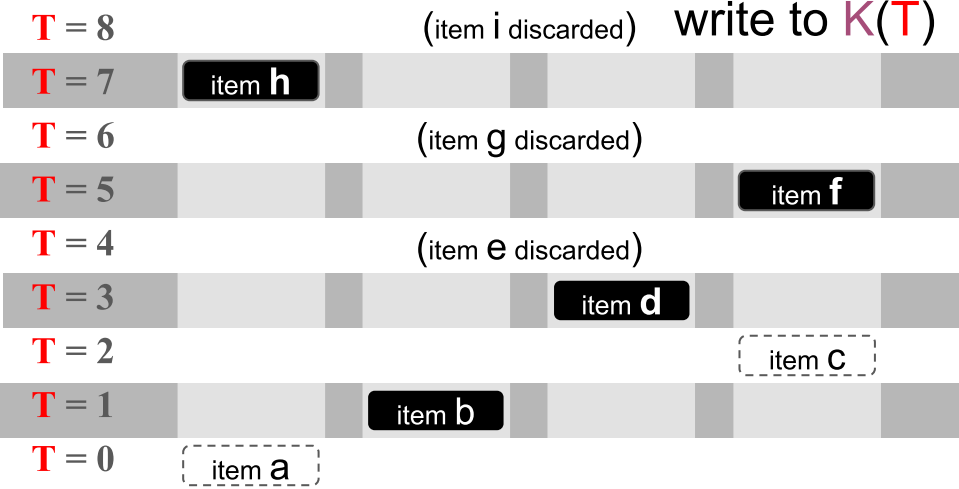 write to K(T)
T = 8 (item i discarded)
T = 7 item h
T = 6 (item g discarded)
T = 5 item f
T = 4 (item e discarded)
T = 3 item d
T = 2 item c
T = 1 item b
T = 0 item a